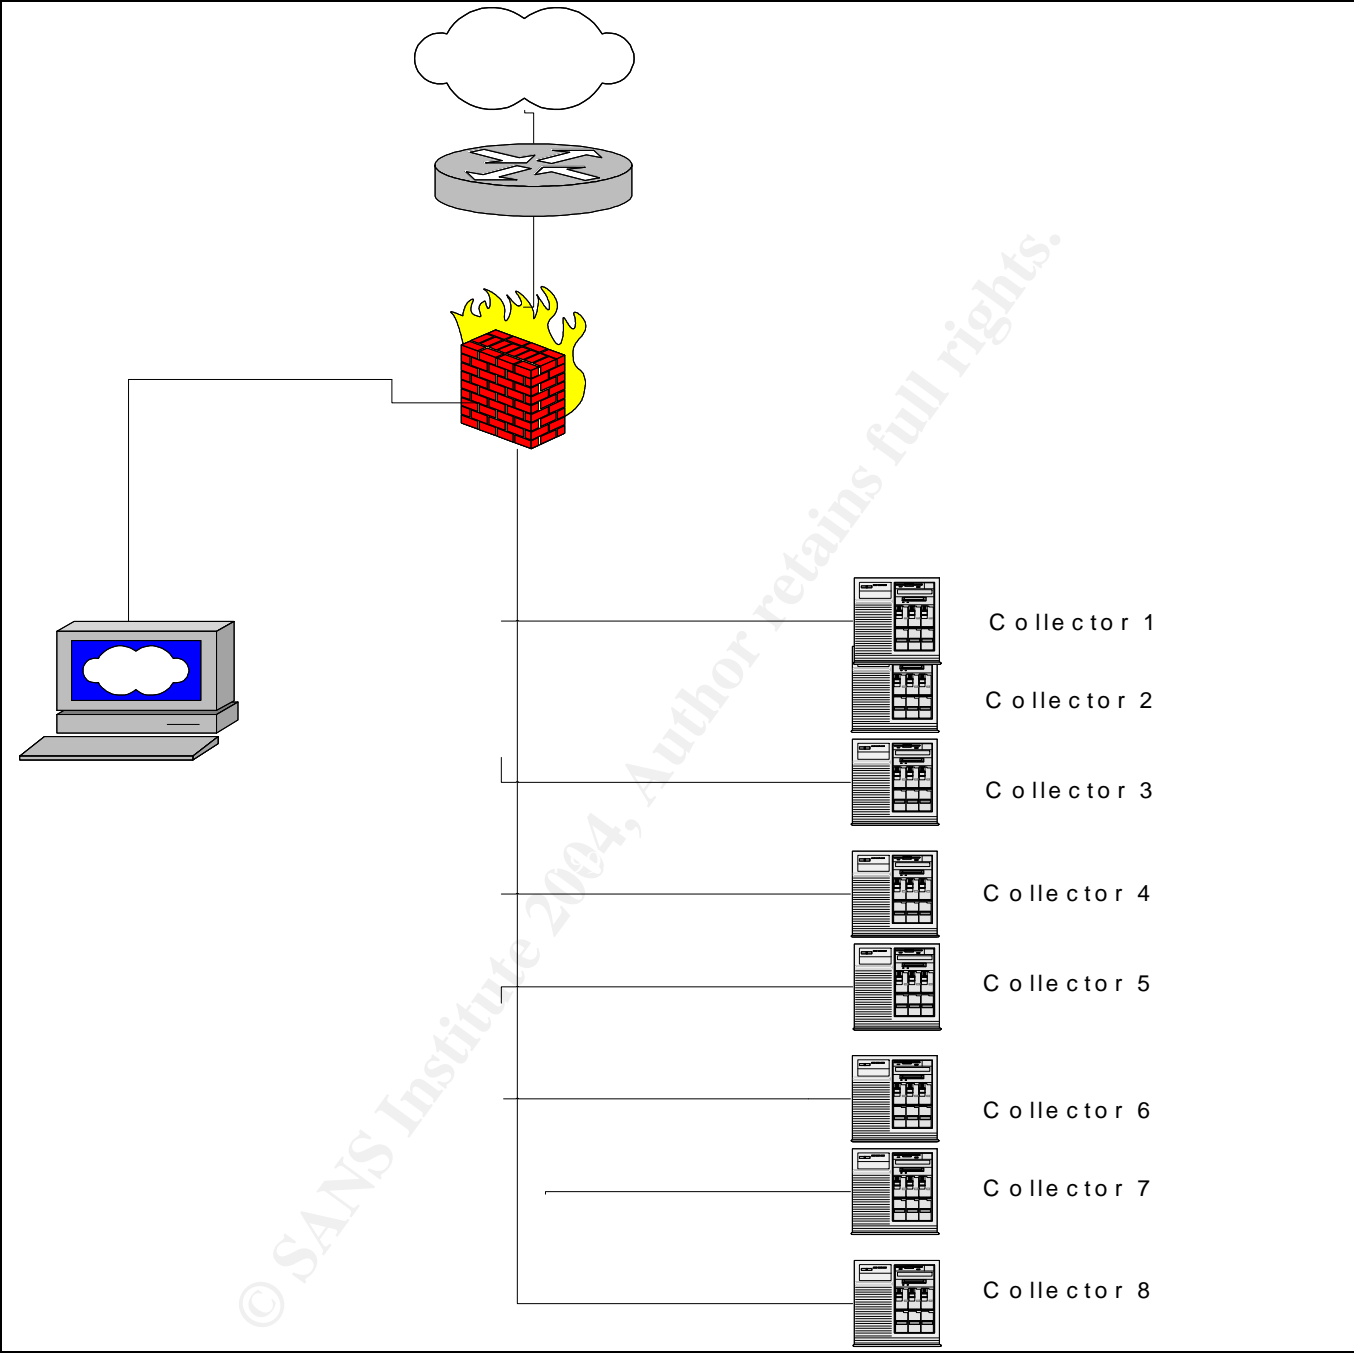 Collector 1
Collector 2
Collector 3
Collector 4
Collector 5
Collector 6
Collector 7
Collector 8
© SANS Institute 2004, Author retains full rights.